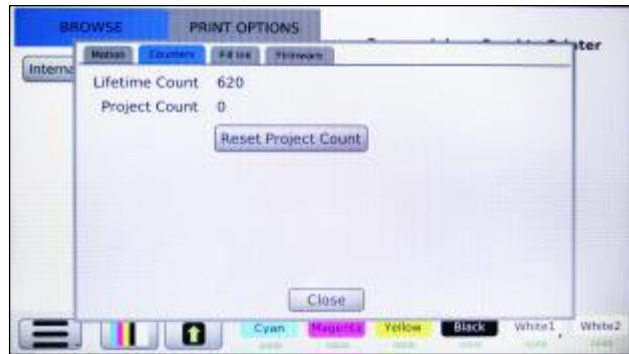 BROWSE PRINT OPTIONS
Interna
Motion Counters Fill Ink Firmware
Lifetime Count 620
Project Count 0
Reset Project Count
Close
Cyan Magenta Yellow Black White1 White2